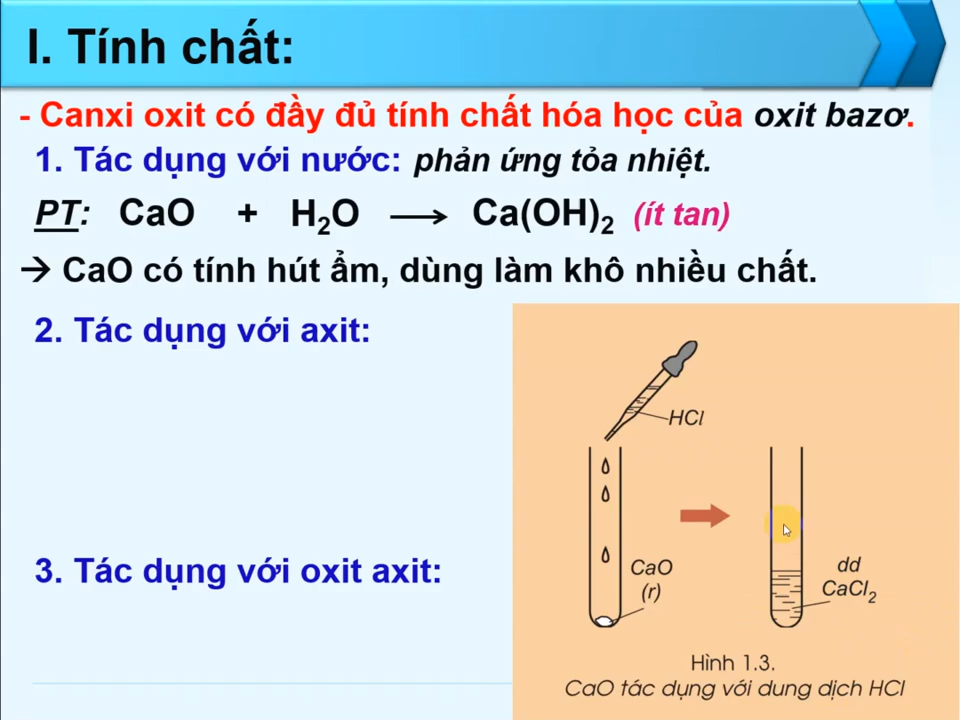 I. Tính chất:
- Canxi oxit có đầy đủ tính chất hóa học của oxit bazơ.
1. Tác dụng với nước: phản ứng tỏa nhiệt.
PT: CaO + H₂O → Ca(OH)₂ (ít tan)
→ CaO có tính hút ẩm, dùng làm khô nhiều chất.
2. Tác dụng với axit:
HCl
CaO
(r)
dd
CaCl₂
3. Tác dụng với oxit axit:
Hình 1.3.
CaO tác dụng với dung dịch HCl